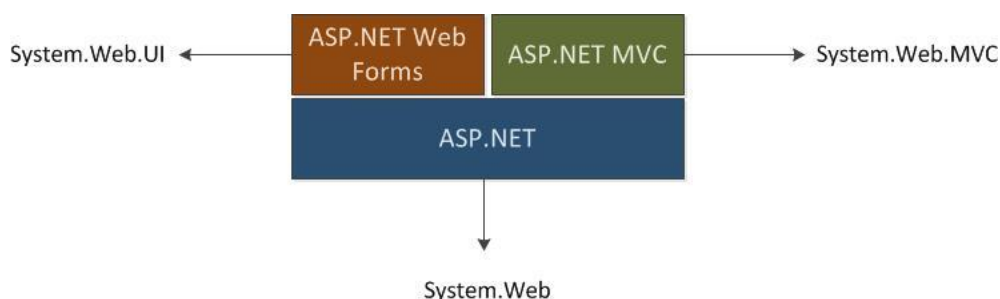 System.Web.UI
ASP.NET Web
Forms
ASP.NET MVC
System.Web.MVC
ASP.NET
System.Web